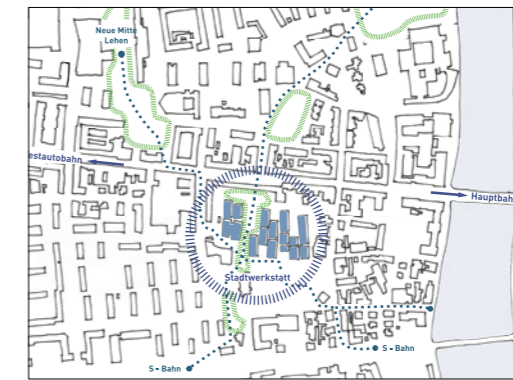 Neue Mitte
Lehen
estautobahn
Hauptbah
Stadtwerkstatt
S - Bahn
S - Bahn